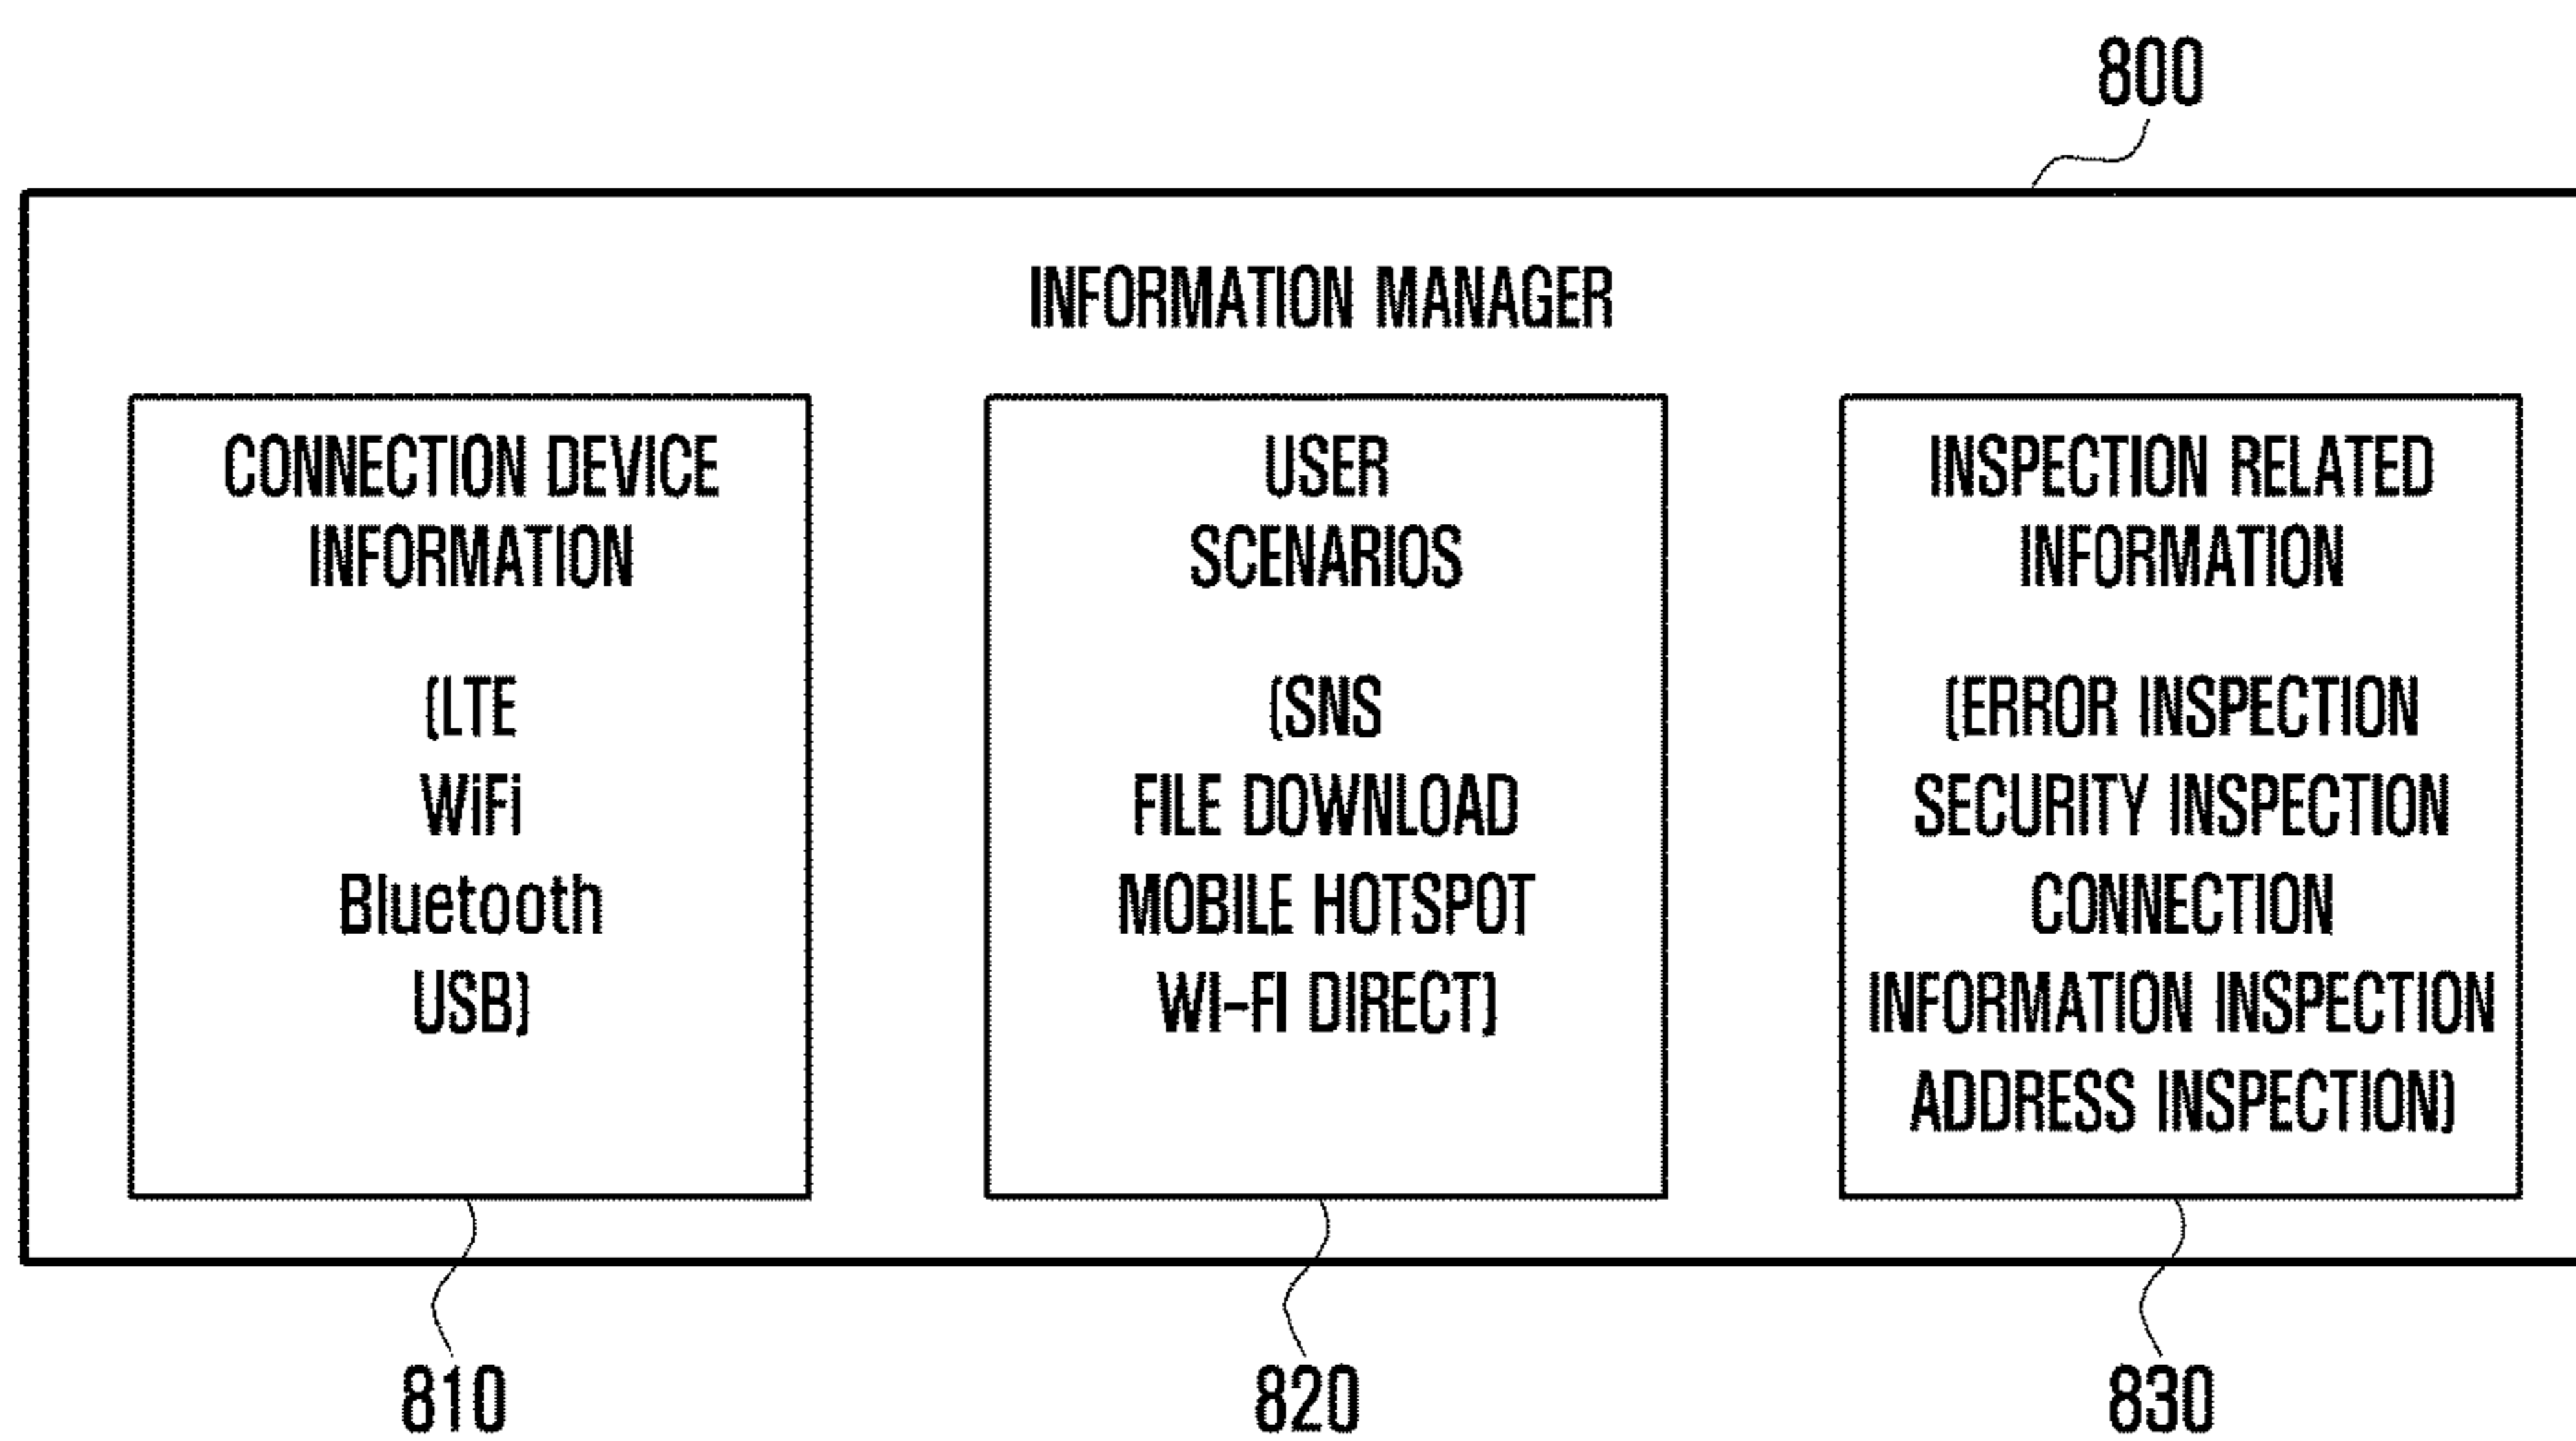 800
INFORMATION MANAGER
CONNECTION DEVICE
INFORMATION
(LTE
WiFi
Bluetooth
USB)
USER
SCENARIOS
(SNS
FILE DOWNLOAD
MOBILE HOTSPOT
WI-FI DIRECT)
INSPECTION RELATED
INFORMATION
(ERROR INSPECTION
SECURITY INSPECTION
CONNECTION
INFORMATION INSPECTION
ADDRESS INSPECTION)
810
820
830